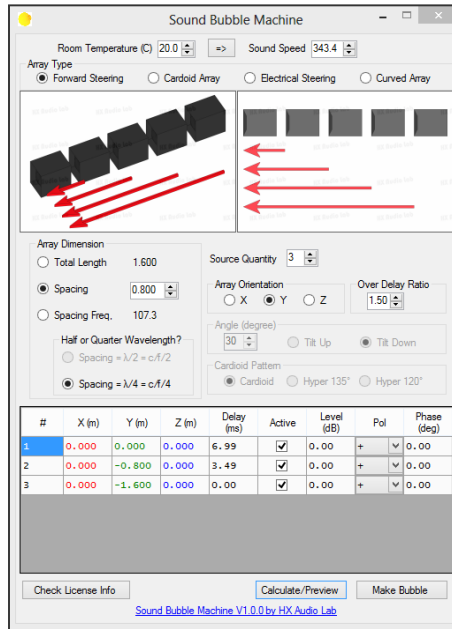 Sound Bubble Machine
Room Temperature (C) 20.0 => Sound Speed 343.4
Array Type
Forward Steering Cardoid Array Electrical Steering Curved Array
Array Dimension
Total Length 1.600 Source Quantity 3
Spacing 0.800 Array Orientation Over Delay Ratio
X Y Z 1.50
Spacing Freq. 107.3
Angle (degree)
Half or Quarter Wavelength? 30 Tilt Up Tilt Down
Spacing = λ/2 = c/f/2
Cardioid Pattern
Spacing = λ/4 = c/f/4 Cardioid Hyper 135° Hyper 120°
# X (m) Y (m) Z (m) Delay (ms) Active Level (dB) Pol Phase (deg)
1 0.000 0.000 0.000 6.99 0.00 + 0.00
2 0.000 -0.800 0.000 3.49 0.00 + 0.00
3 0.000 -1.600 0.000 0.00 0.00 + 0.00
Check License Info Calculate/Preview Make Bubble
Sound Bubble Machine V1.0.0 by HX Audio Lab